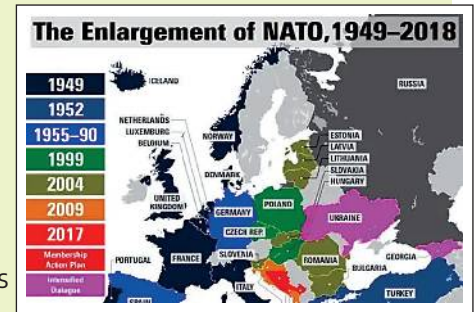 The Enlargement of NATO, 1949–2018
1949
1952
1955–90
1999
2004
2009
2017
Membership
Action Plan
Intensified
Dialogue
ICELAND
RUSSIA
NETHERLANDS
LUXEMBURG
BELGIUM
NORWAY
ESTONIA
LATVIA
LITHUANIA
SLOVAKIA
HUNGARY
DENMARK
UNITED
KINGDOM
GERMANY
POLAND
UKRAINE
CZECH REP.
FRANCE
SLOVENIA
ROMANIA
GEORGIA
BULGARIA
PORTUGAL
SPAIN
ITALY
TURKEY
s